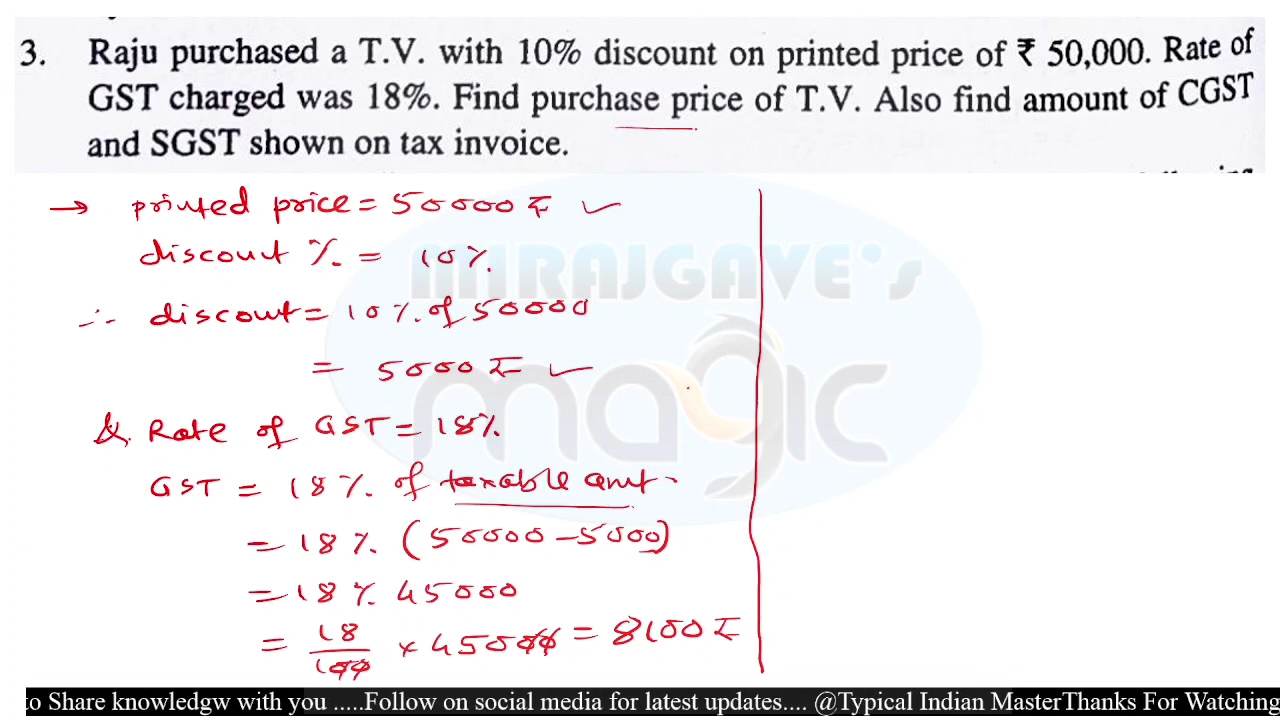 3. Raju purchased a T.V. with 10% discount on printed price of ₹ 50,000. Rate of
GST charged was 18%. Find purchase price of T.V. Also find amount of CGST
and SGST shown on tax invoice.
→ printed price = 50000 ₹ ✓
discount % = 10%.
∴ discount = 10%. of 50000
= 5000 ₹ ✓
&. Rate of GST = 18%
GST = 18%. of taxable amt.
= 18%. (50000 - 5000)
= 18%. 45000
= 18/100 × 45000 = 8100 ₹
MIRAJGAVE's
magic
to Share knowledgw with you .....Follow on social media for latest updates.... @Typical Indian MasterThanks For Watching